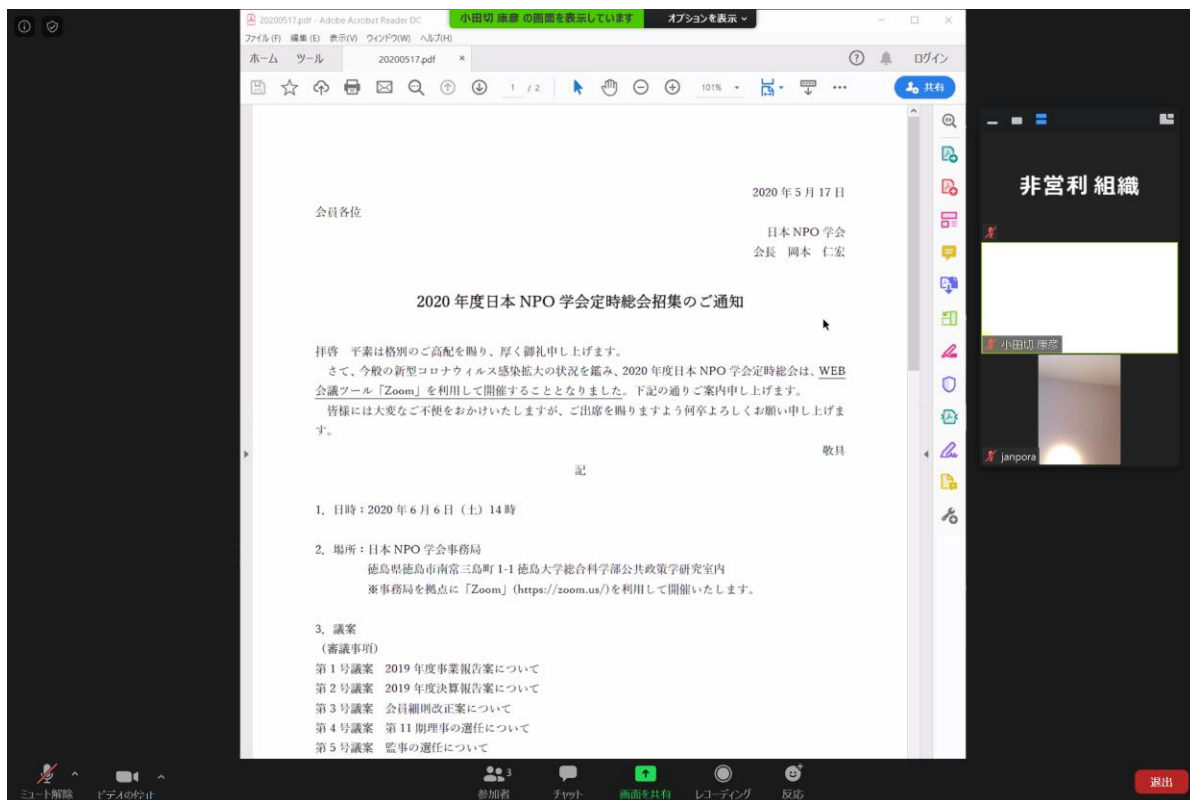 20200517.pdf - Adobe Acrobat Reader DC
小田切 康彦 の画面を表示しています
オプションを表示
ファイル(F) 編集(E) 表示(V) ウィンドウ(W) ヘルプ(H)
ホーム ツール 20200517.pdf × ログイン
1 / 2 101% 共有
2020 年 5 月 17 日
会員各位
日本 NPO 学会
会長 岡本 仁宏
2020 年度日本 NPO 学会定時総会招集のご通知
拝啓 平素は格別のご高配を賜り、厚く御礼申し上げます。
さて、今般の新型コロナウィルス感染拡大の状況を鑑み、2020 年度日本 NPO 学会定時総会は、WEB
会議ツール「Zoom」を利用して開催することとなりました。下記の通りご案内申し上げます。
皆様には大変なご不便をおかけいたしますが、ご出席を賜りますよう何卒よろしくお願い申し上げま
す。
敬具
記
1. 日時：2020 年 6 月 6 日（土）14 時
2. 場所：日本 NPO 学会事務局
徳島県徳島市南常三島町 1-1 徳島大学総合科学部公共政策学研究室内
※事務局を拠点に「Zoom」(https://zoom.us/)を利用して開催いたします。
3. 議案
（審議事項）
第 1 号議案 2019 年度事業報告案について
第 2 号議案 2019 年度決算報告案について
第 3 号議案 会員細則改正案について
第 4 号議案 第 11 期理事の選任について
第 5 号議案 監事の選任について
非営利 組織
小田切 康彦
janpora
ミュート解除 ビデオの停止 参加者 3 チャット 画面を共有 レコーディング 反応 退出